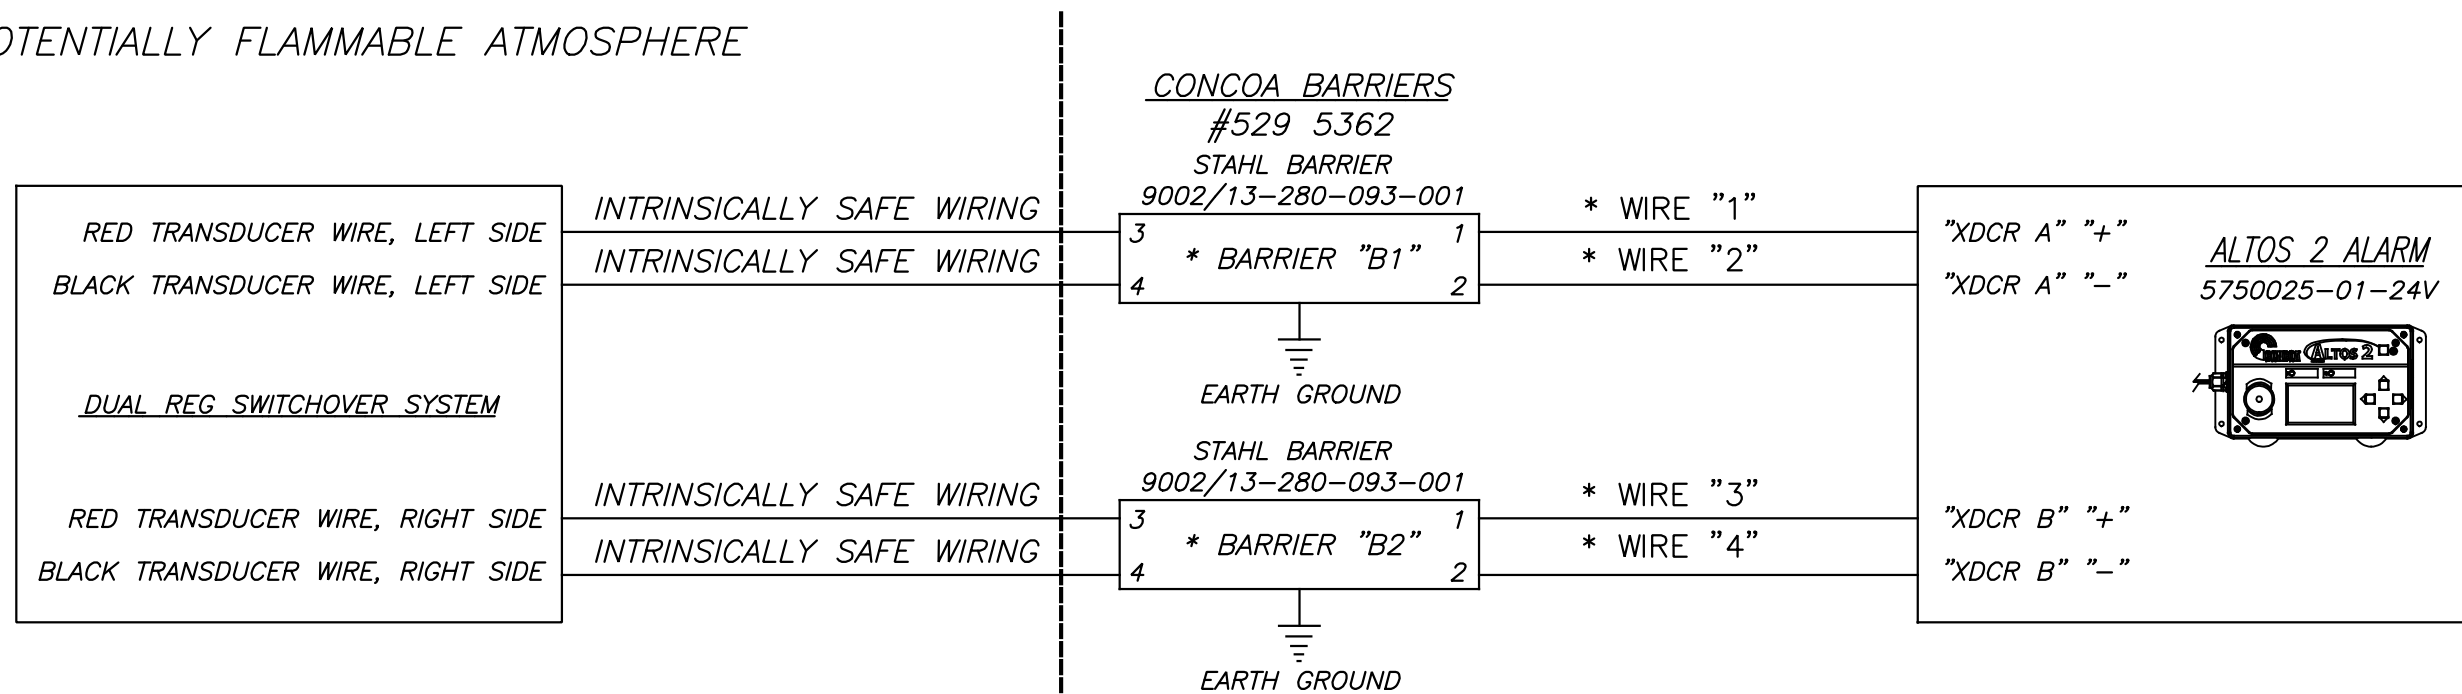 OTENTIALLY FLAMMABLE ATMOSPHERE
CONCOA BARRIERS
#529 5362
STAHL BARRIER
9002/13-280-093-001
RED TRANSDUCER WIRE, LEFT SIDE
INTRINSICALLY SAFE WIRING
3
1
* WIRE "1"
"XDCR A" "+"
BLACK TRANSDUCER WIRE, LEFT SIDE
INTRINSICALLY SAFE WIRING
* BARRIER "B1"
4
2
* WIRE "2"
"XDCR A" "-"
ALTOS 2 ALARM
5750025-01-24V
ALTOS 2
EARTH GROUND
DUAL REG SWITCHOVER SYSTEM
STAHL BARRIER
9002/13-280-093-001
RED TRANSDUCER WIRE, RIGHT SIDE
INTRINSICALLY SAFE WIRING
3
1
* WIRE "3"
"XDCR B" "+"
BLACK TRANSDUCER WIRE, RIGHT SIDE
INTRINSICALLY SAFE WIRING
* BARRIER "B2"
4
2
* WIRE "4"
"XDCR B" "-"
EARTH GROUND